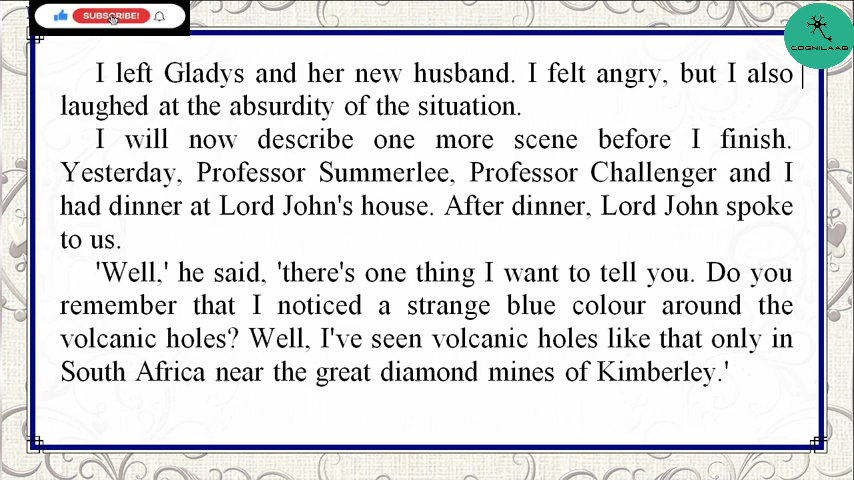 SUBSCRIBE!
COGNILAAB
I left Gladys and her new husband. I felt angry, but I also
laughed at the absurdity of the situation.
I will now describe one more scene before I finish.
Yesterday, Professor Summerlee, Professor Challenger and I
had dinner at Lord John's house. After dinner, Lord John spoke
to us.
'Well,' he said, 'there's one thing I want to tell you. Do you
remember that I noticed a strange blue colour around the
volcanic holes? Well, I've seen volcanic holes like that only in
South Africa near the great diamond mines of Kimberley.'